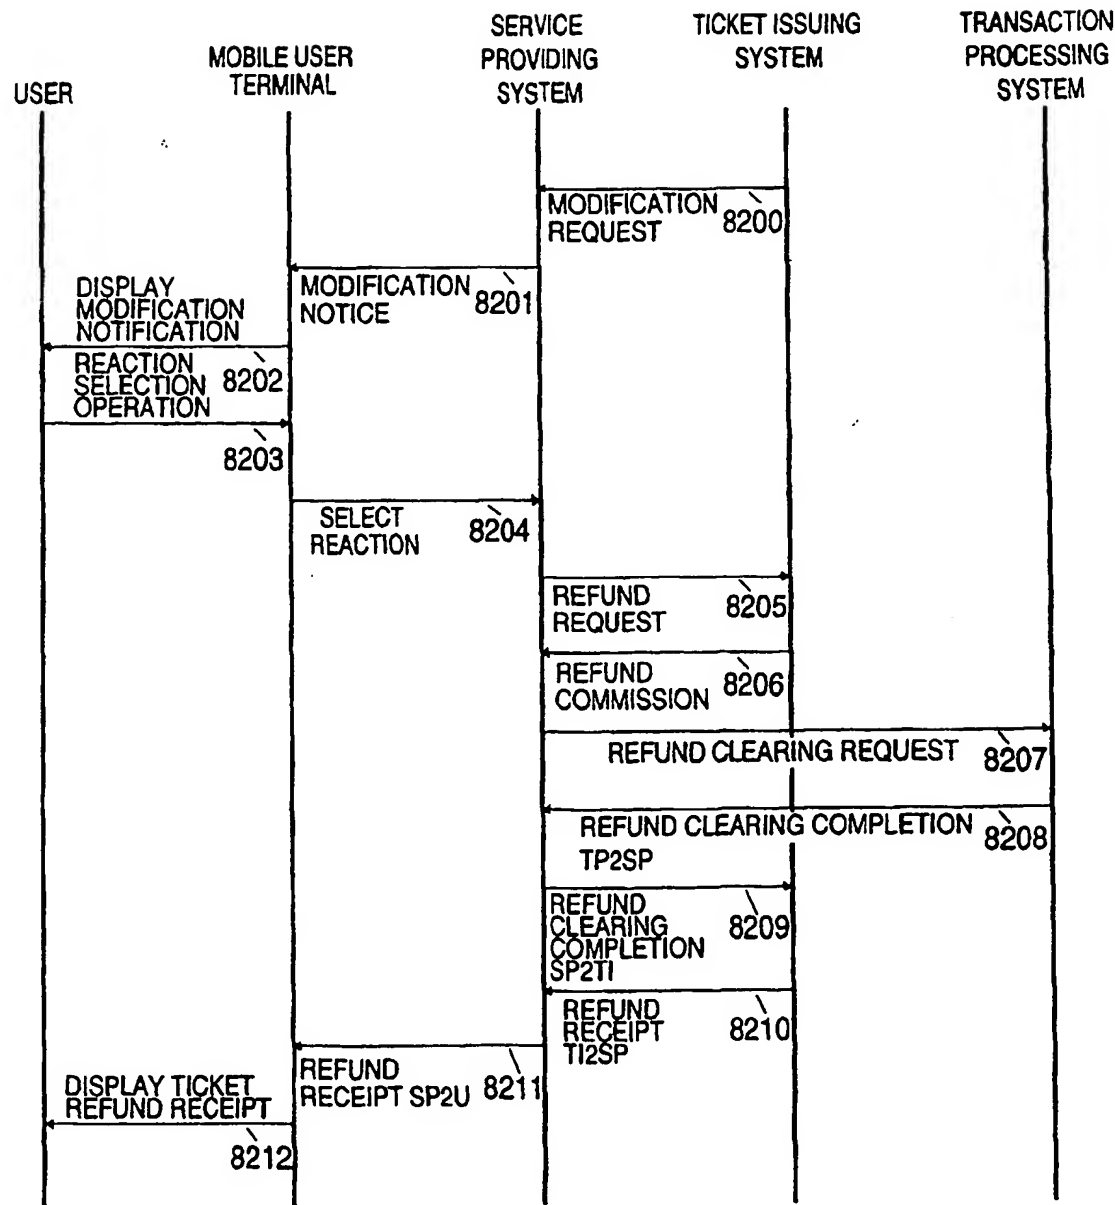 USER
MOBILE USER
TERMINAL
SERVICE
PROVIDING
SYSTEM
TICKET ISSUING
SYSTEM
TRANSACTION
PROCESSING
SYSTEM
MODIFICATION
REQUEST
8200
MODIFICATION
NOTICE
8201
DISPLAY
MODIFICATION
NOTIFICATION
8202
REACTION
SELECTION
OPERATION
8203
SELECT
REACTION
8204
REFUND
REQUEST
8205
REFUND
COMMISSION
8206
REFUND CLEARING REQUEST
8207
REFUND CLEARING COMPLETION
TP2SP
8208
REFUND
CLEARING
COMPLETION
SP2TI
8209
REFUND
RECEIPT
TI2SP
8210
REFUND
RECEIPT SP2U
8211
DISPLAY TICKET
REFUND RECEIPT
8212